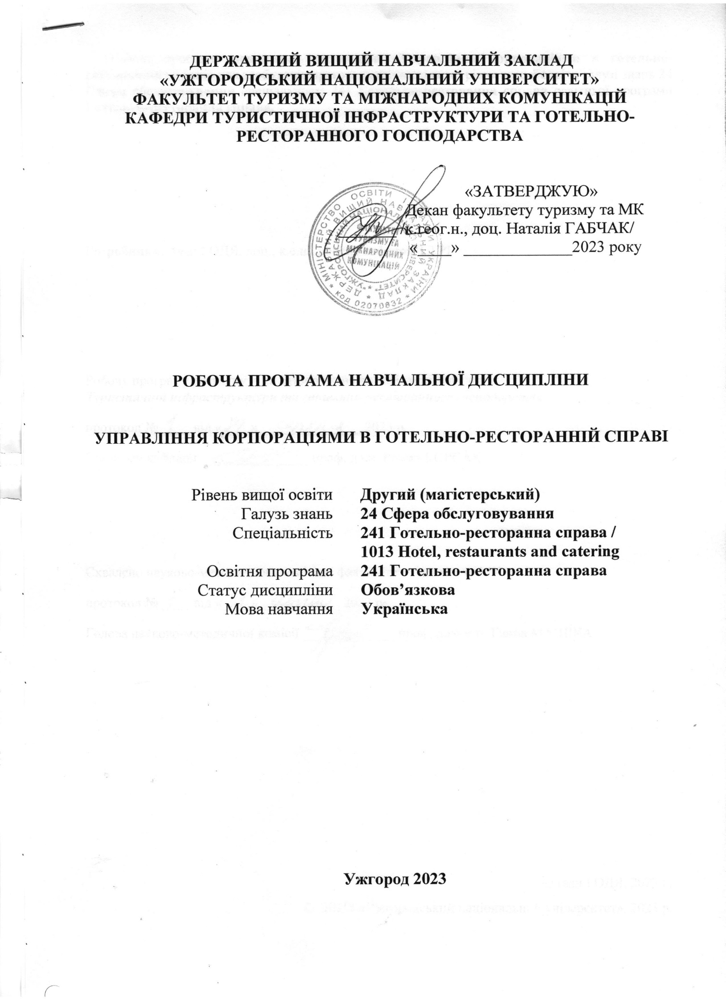 ДЕРЖАВНИЙ ВИЩИЙ НАВЧАЛЬНИЙ ЗАКЛАД
«УЖГОРОДСЬКИЙ НАЦІОНАЛЬНИЙ УНІВЕРСИТЕТ»
ФАКУЛЬТЕТ ТУРИЗМУ ТА МІЖНАРОДНИХ КОМУНІКАЦІЙ
КАФЕДРИ ТУРИСТИЧНОЇ ІНФРАСТРУКТУРИ ТА ГОТЕЛЬНО-
РЕСТОРАННОГО ГОСПОДАРСТВА
«ЗАТВЕРДЖУЮ»
Декан факультету туризму та МК
/к.геог.н., доц. Наталія ГАБЧАК/
«____» _____________2023 року
МІНІСТЕРСТВО ОСВІТИ І НАУКИ УКРАЇНИ * код 02070832 *
ДЕРЖАВНИЙ ВИЩИЙ НАВЧАЛЬНИЙ ЗАКЛАД *
"УЖГОРОДСЬКИЙ НАЦІОНАЛЬНИЙ УНІВЕРСИТЕТ" *
ФАКУЛЬТЕТ
ТУРИЗМУ ТА
МІЖНАРОДНИХ
КОМУНІКАЦІЙ
РОБОЧА ПРОГРАМА НАВЧАЛЬНОЇ ДИСЦИПЛІНИ
УПРАВЛІННЯ КОРПОРАЦІЯМИ В ГОТЕЛЬНО-РЕСТОРАННІЙ СПРАВІ
Рівень вищої освіти Другий (магістерський)
Галузь знань 24 Сфера обслуговування
Спеціальність 241 Готельно-ресторанна справа /
1013 Hotel, restaurants and catering
Освітня програма 241 Готельно-ресторанна справа
Статус дисципліни Обов’язкова
Мова навчання Українська
Ужгород 2023